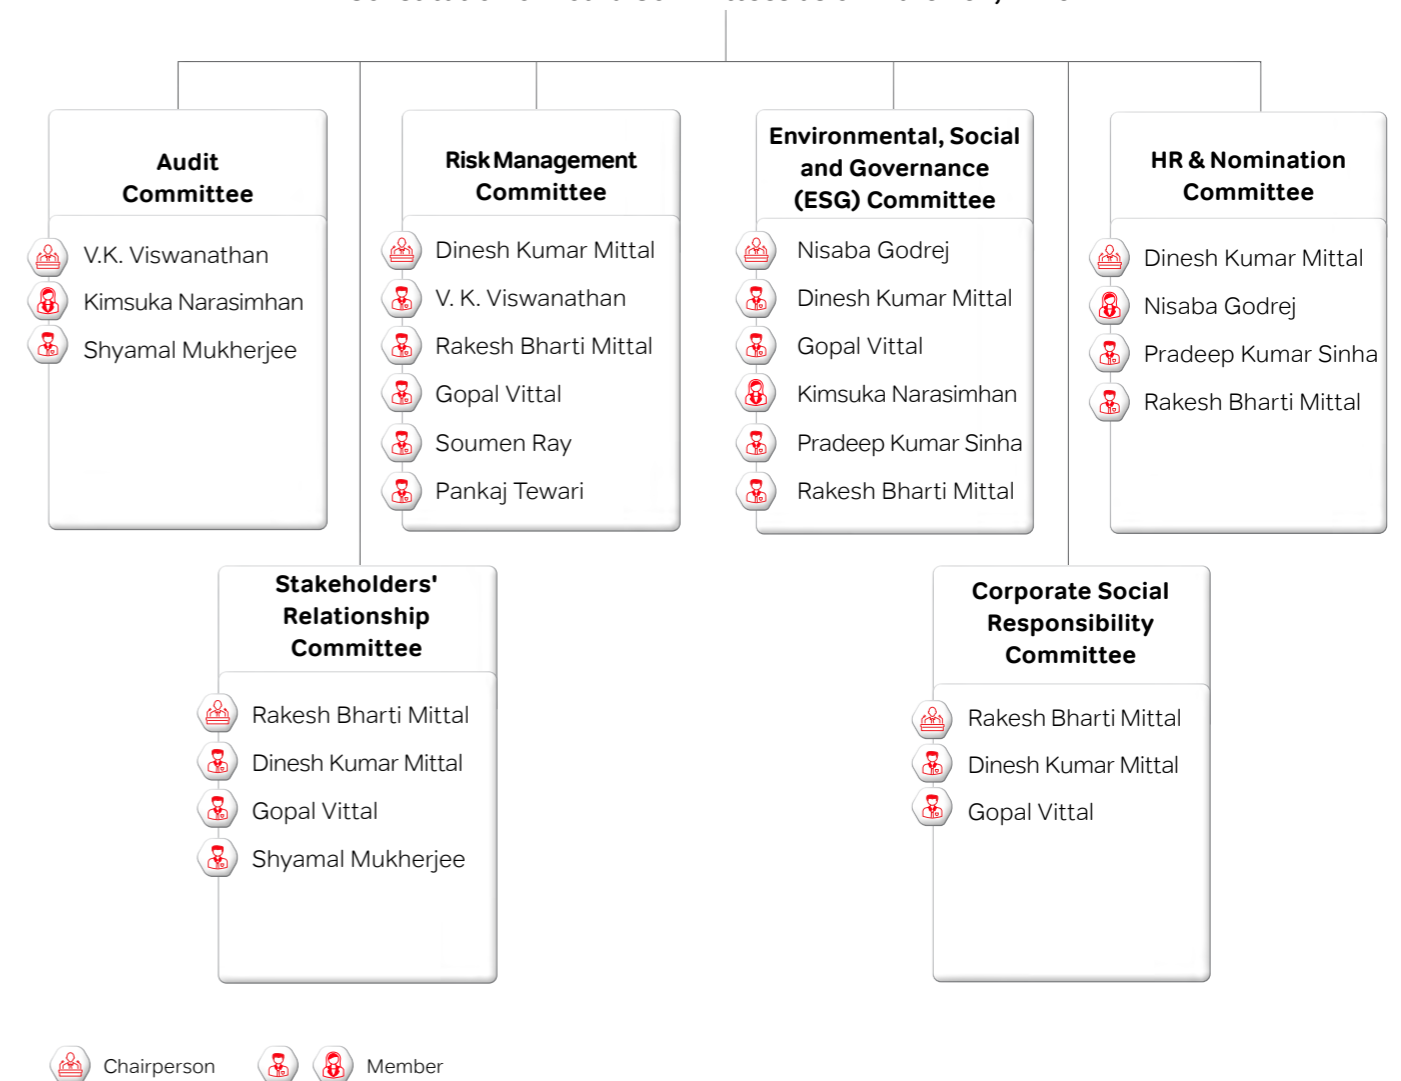 Audit
Committee
V.K. Viswanathan
Kimsuka Narasimhan
Shyamal Mukherjee
Risk Management
Committee
Dinesh Kumar Mittal
V. K. Viswanathan
Rakesh Bharti Mittal
Gopal Vittal
Soumen Ray
Pankaj Tewari
Environmental, Social
and Governance
(ESG) Committee
Nisaba Godrej
Dinesh Kumar Mittal
Gopal Vittal
Kimsuka Narasimhan
Pradeep Kumar Sinha
Rakesh Bharti Mittal
HR & Nomination
Committee
Dinesh Kumar Mittal
Nisaba Godrej
Pradeep Kumar Sinha
Rakesh Bharti Mittal
Stakeholders'
Relationship
Committee
Rakesh Bharti Mittal
Dinesh Kumar Mittal
Gopal Vittal
Shyamal Mukherjee
Corporate Social
Responsibility
Committee
Rakesh Bharti Mittal
Dinesh Kumar Mittal
Gopal Vittal
Chairperson
Member